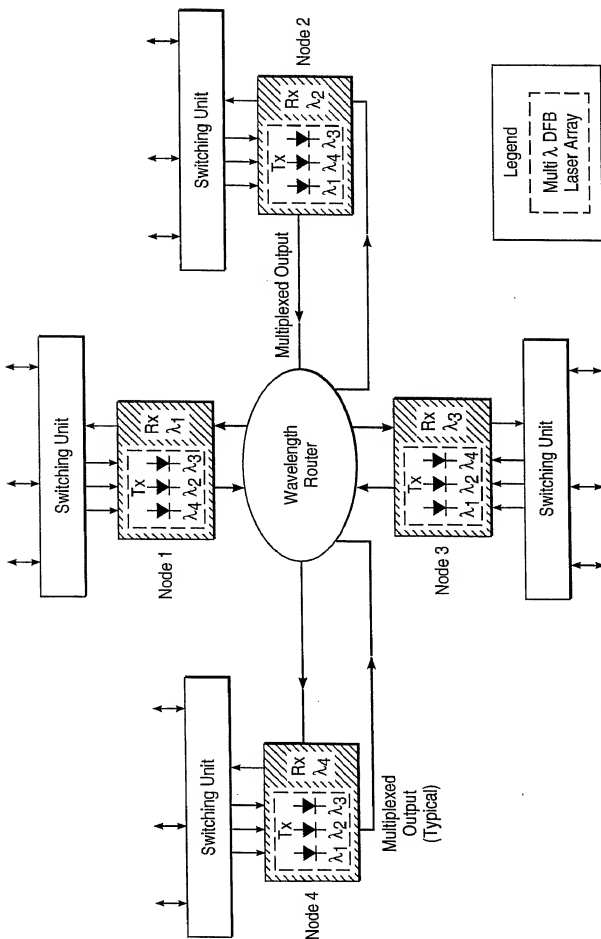 Switching Unit
Tx
Rx
λ4 λ2 λ3
λ1
Node 1
Switching Unit
Tx
Rx
λ1 λ4 λ3
λ2
Node 2
Multiplexed Output
Wavelength
Router
Switching Unit
Tx
Rx
λ1 λ2 λ3
λ4
Node 4
Multiplexed
Output
(Typical)
Tx
Rx
λ1 λ2 λ4
λ3
Node 3
Switching Unit
Legend
Multi λ DFB
Laser Array